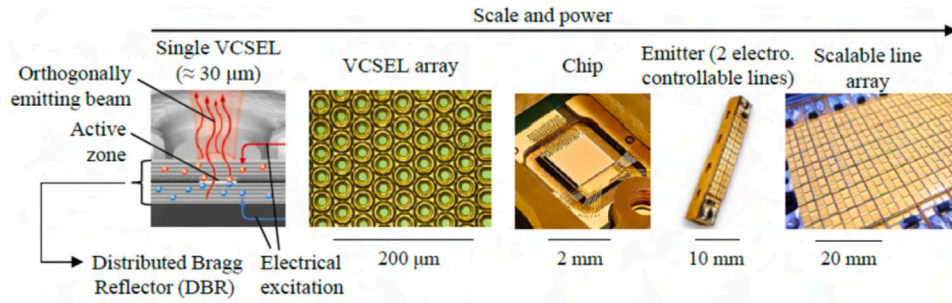 Scale and power
Single VCSEL
(≈ 30 µm)
Orthogonally
emitting beam
Active
zone
VCSEL array
Chip
Emitter (2 electro.
controllable lines)
Scalable line
array
Distributed Bragg
Reflector (DBR)
Electrical
excitation
200 µm
2 mm
10 mm
20 mm